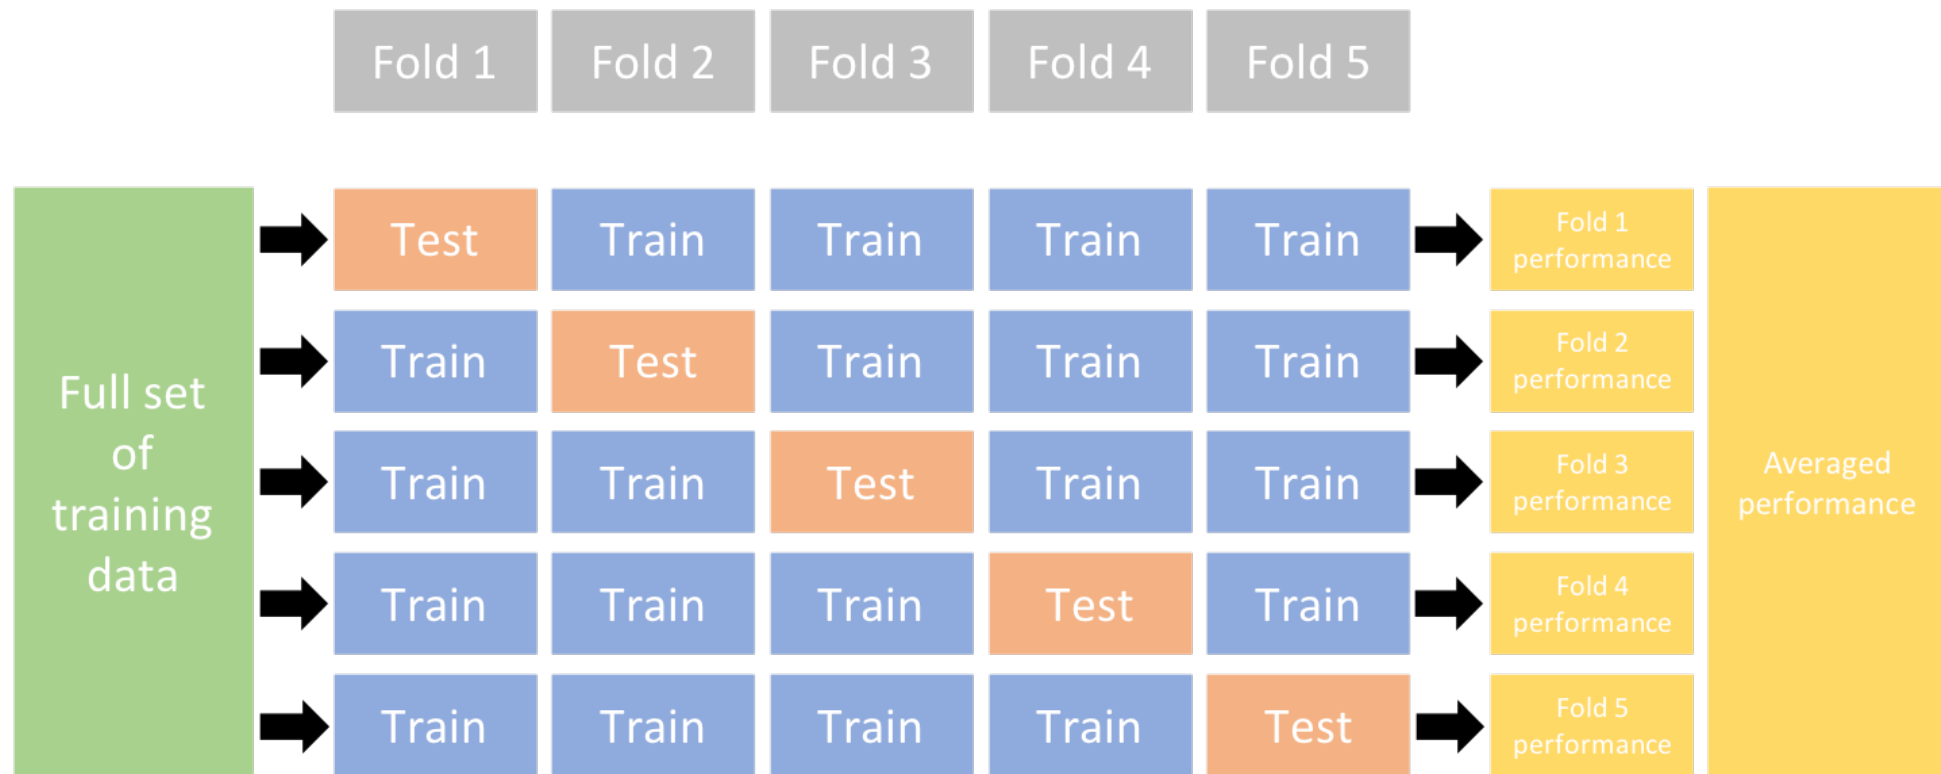 Fold 1 Fold 2 Fold 3 Fold 4 Fold 5
Full set
of
training
data
Test Train Train Train Train
Fold 1
performance
Train Test Train Train Train
Fold 2
performance
Train Train Test Train Train
Fold 3
performance
Train Train Train Test Train
Fold 4
performance
Train Train Train Train Test
Fold 5
performance
Averaged
performance